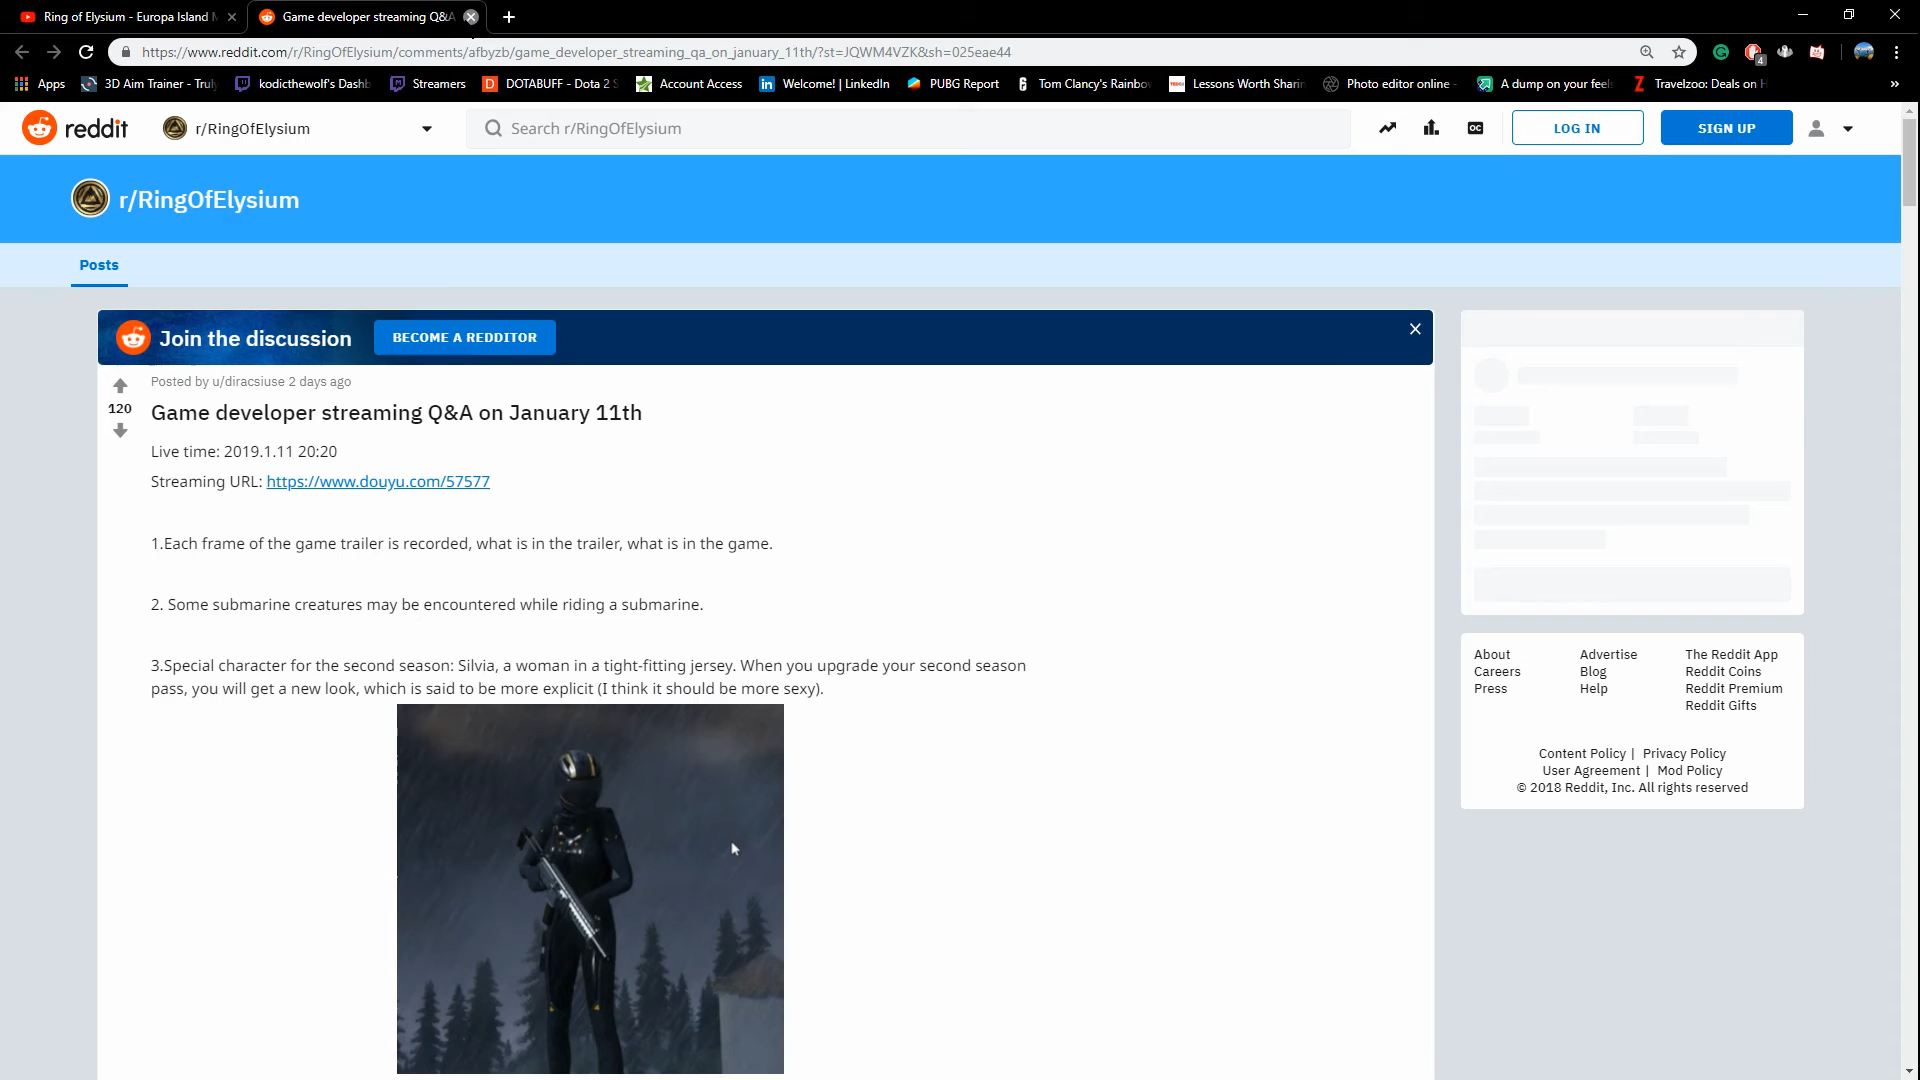 Ring of Elysium - Europa Island
Game developer streaming Q&A
https://www.reddit.com/r/RingOfElysium/comments/afbyzb/game_developer_streaming_qa_on_january_11th/?st=JQWM4VZK&sh=025eae44
4
Apps
3D Aim Trainer - Truly
kodicthewolf's Dashb
Streamers
DOTABUFF - Dota 2 S
Account Access
Welcome! | LinkedIn
PUBG Report
Tom Clancy's Rainbo
Lessons Worth Sharin
Photo editor online -
A dump on your feels
Travelzoo: Deals on H
»
reddit
r/RingOfElysium
Search r/RingOfElysium
OC
LOG IN
SIGN UP
r/RingOfElysium
Posts
Join the discussion
BECOME A REDDITOR
Posted by u/diracsiuse 2 days ago
120
Game developer streaming Q&A on January 11th
Live time: 2019.1.11 20:20
Streaming URL: https://www.douyu.com/57577
1.Each frame of the game trailer is recorded, what is in the trailer, what is in the game.
2. Some submarine creatures may be encountered while riding a submarine.
3.Special character for the second season: Silvia, a woman in a tight-fitting jersey. When you upgrade your second season
pass, you will get a new look, which is said to be more explicit (I think it should be more sexy).
About
Advertise
The Reddit App
Careers
Blog
Reddit Coins
Press
Help
Reddit Premium
Reddit Gifts
Content Policy | Privacy Policy
User Agreement | Mod Policy
© 2018 Reddit, Inc. All rights reserved